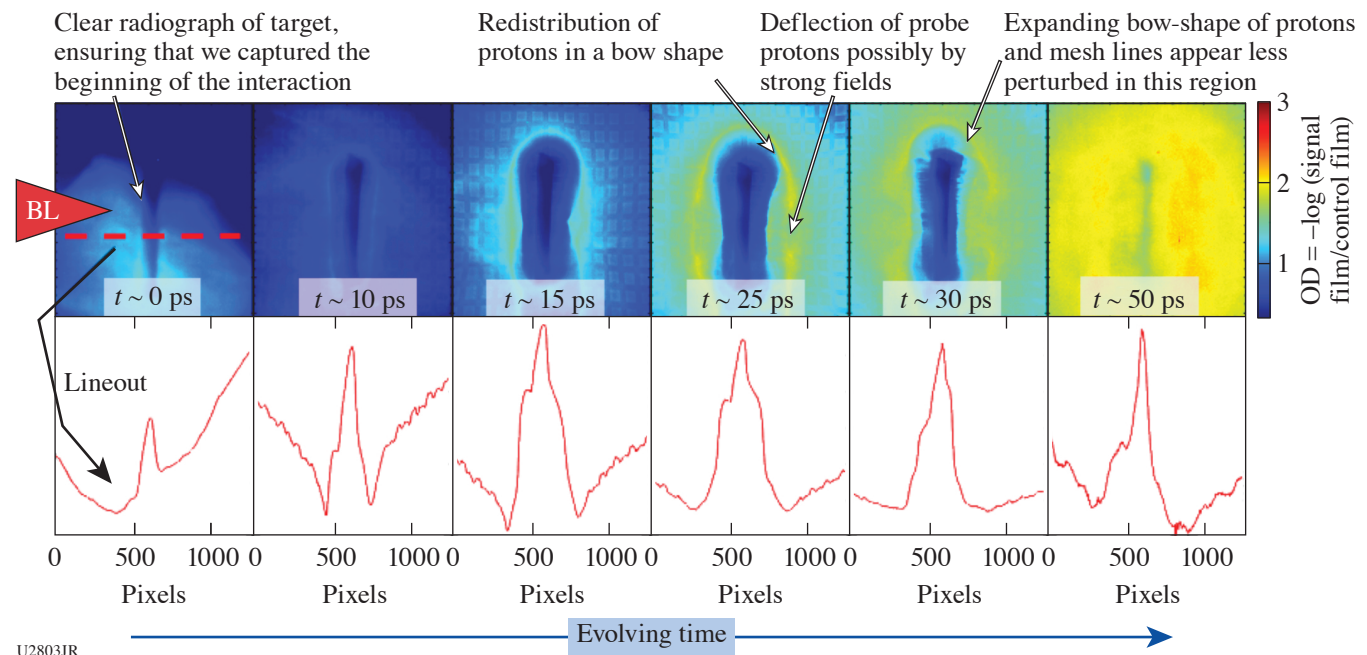 Clear radiograph of target,
ensuring that we captured the
beginning of the interaction
Redistribution of
protons in a bow shape
Deflection of probe
protons possibly by
strong fields
Expanding bow-shape of protons
and mesh lines appear less
perturbed in this region
BL
t ~ 0 ps
t ~ 10 ps
t ~ 15 ps
t ~ 25 ps
t ~ 30 ps
t ~ 50 ps
3
2
1
OD = –log (signal
film/control film)
Lineout
0 500 1000
0 500 1000
0 500 1000
0 500 1000
0 500 1000
0 500 1000
Pixels
Pixels
Pixels
Pixels
Pixels
Pixels
Evolving time
U2803JR